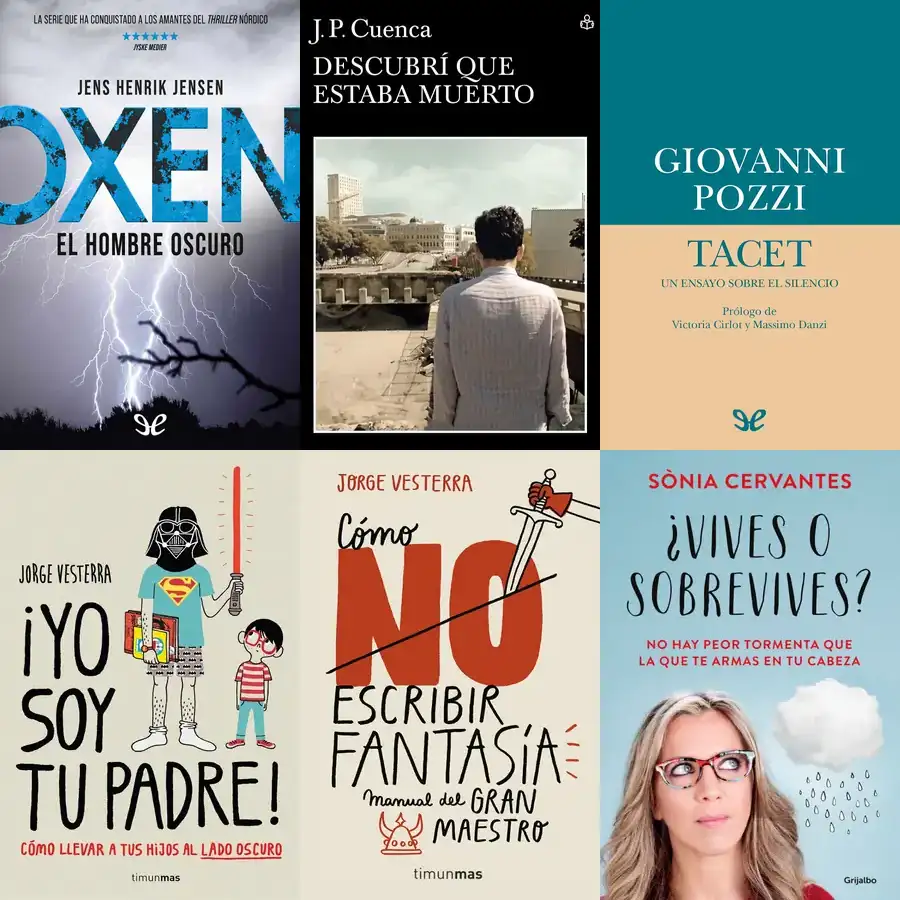 LA SERIE QUE HA CONQUISTADO A LOS AMANTES DEL THRILLER NÓRDICO
JYSKE MEDIER
JENS HENRIK JENSEN
OXEN
EL HOMBRE OSCURO
J. P. Cuenca
DESCUBRÍ QUE
ESTABA MUERTO
GIOVANNI
POZZI
TACET
UN ENSAYO SOBRE EL SILENCIO
Prólogo de
Victoria Cirlot y Massimo Danzi
JORGE VESTERRA
¡YO
SOY
TU PADRE!
CÓMO LLEVAR A TUS HIJOS AL LADO OSCURO
timunmas
JORGE VESTERRA
Cómo
NO
ESCRIBIR
FANTASÍA
manual del GRAN
MAESTRO
timunmas
SÒNIA CERVANTES
¿VIVES O
SOBREVIVES?
NO HAY PEOR TORMENTA QUE
LA QUE TE ARMAS EN TU CABEZA
Grijalbo